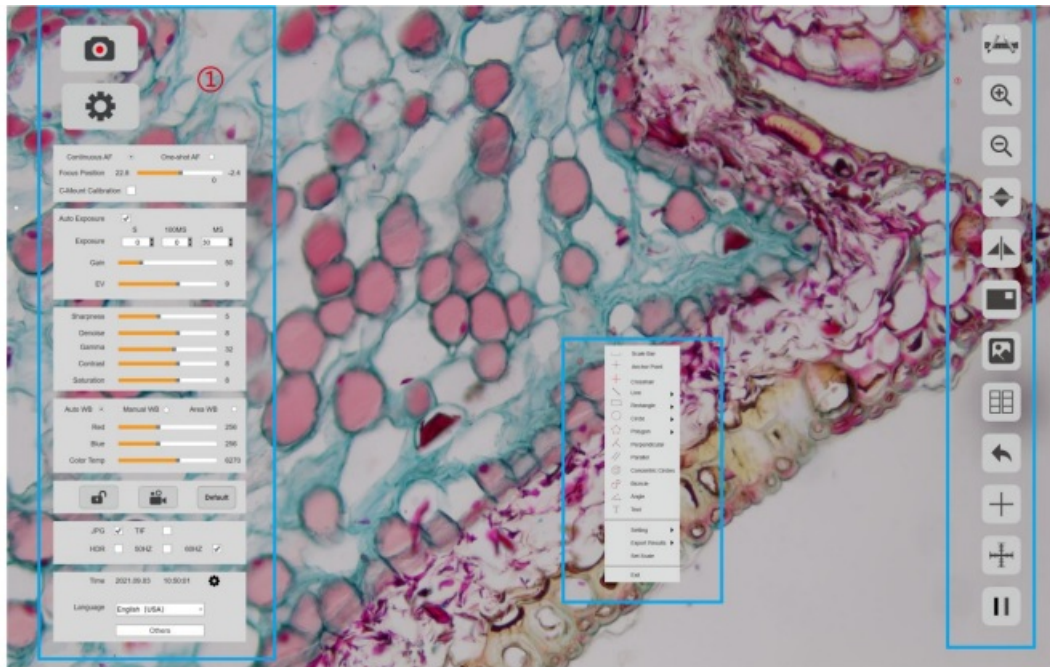 ①
Continuous AF One-shot AF
Focus Position 22.8 -2.4
0
C-Mount Calibration
Auto Exposure
S 100MS MS
Exposure 0 0 30
Gain 50
EV 0
Sharpness 5
Denoise 8
Gamma 32
Contrast 8
Saturation 0
Auto WB Manual WB Area WB
Red 256
Blue 256
Color Temp 6270
Default
JPG TIF
HDR 50HZ 60HZ
Time 2021.09.03 10:50:01
Language English (USA)
Others
Scale Bar
Anchor Point
Crosshair
Line
Rectangle
Circle
Polygon
Perpendicular
Parallel
Concentric Circles
Bicircle
Angle
Text
Setting
Export Results
Set Scale
Exit